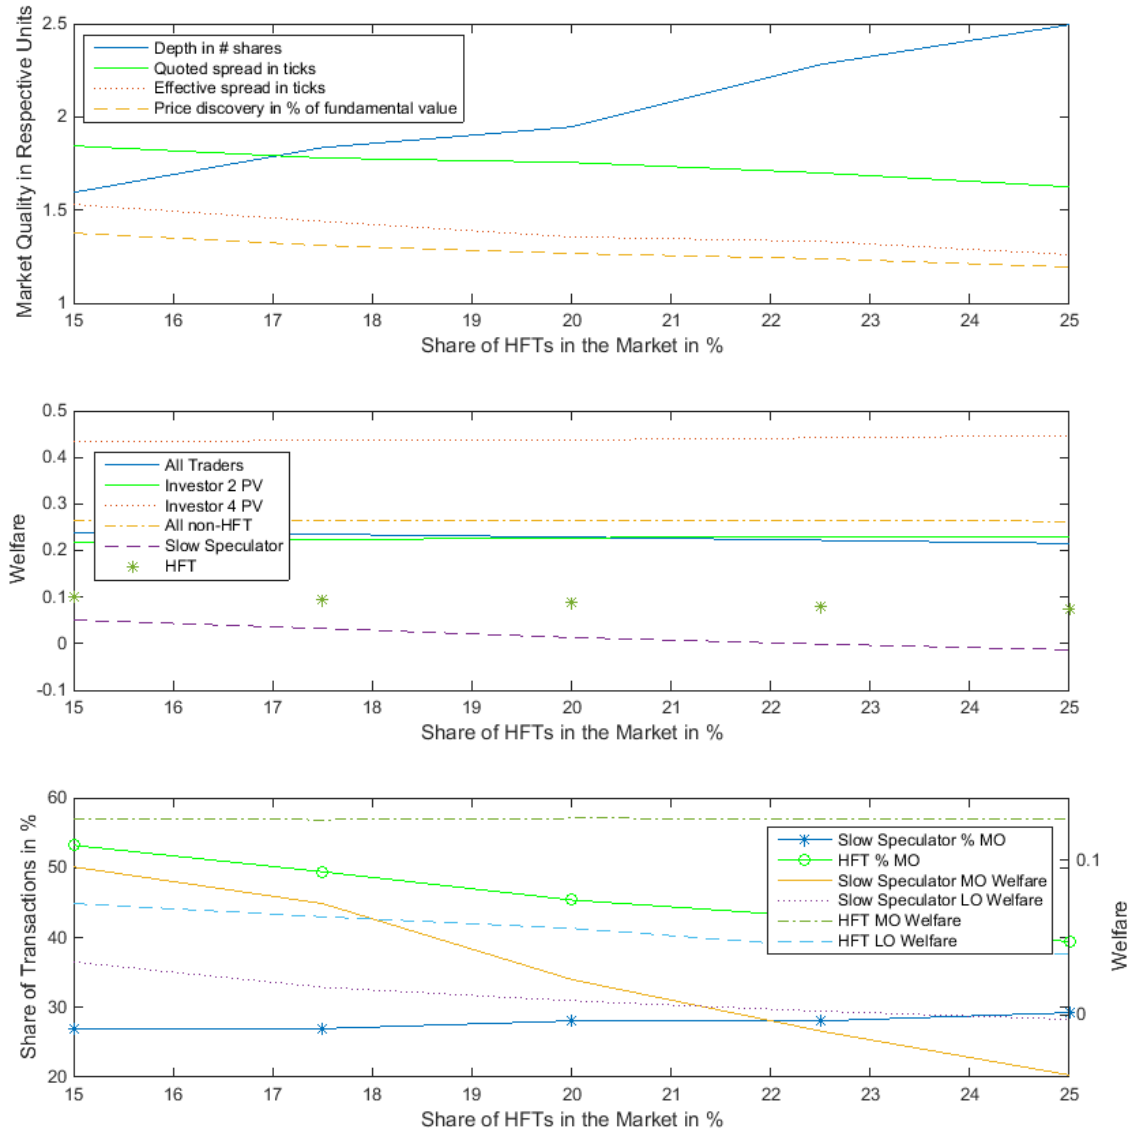 Market Quality in Respective Units
2.5
2
1.5
1
Depth in # shares
Quoted spread in ticks
Effective spread in ticks
Price discovery in % of fundamental value
15 16 17 18 19 20 21 22 23 24 25
Share of HFTs in the Market in %
Welfare
0.5
0.4
0.3
0.2
0.1
0
-0.1
All Traders
Investor 2 PV
Investor 4 PV
All non-HFT
Slow Speculator
HFT
15 16 17 18 19 20 21 22 23 24 25
Share of HFTs in the Market in %
Share of Transactions in %
60
50
40
30
20
Slow Speculator % MO
HFT % MO
Slow Speculator MO Welfare
Slow Speculator LO Welfare
HFT MO Welfare
HFT LO Welfare
0.1
0
Welfare
15 16 17 18 19 20 21 22 23 24 25
Share of HFTs in the Market in %